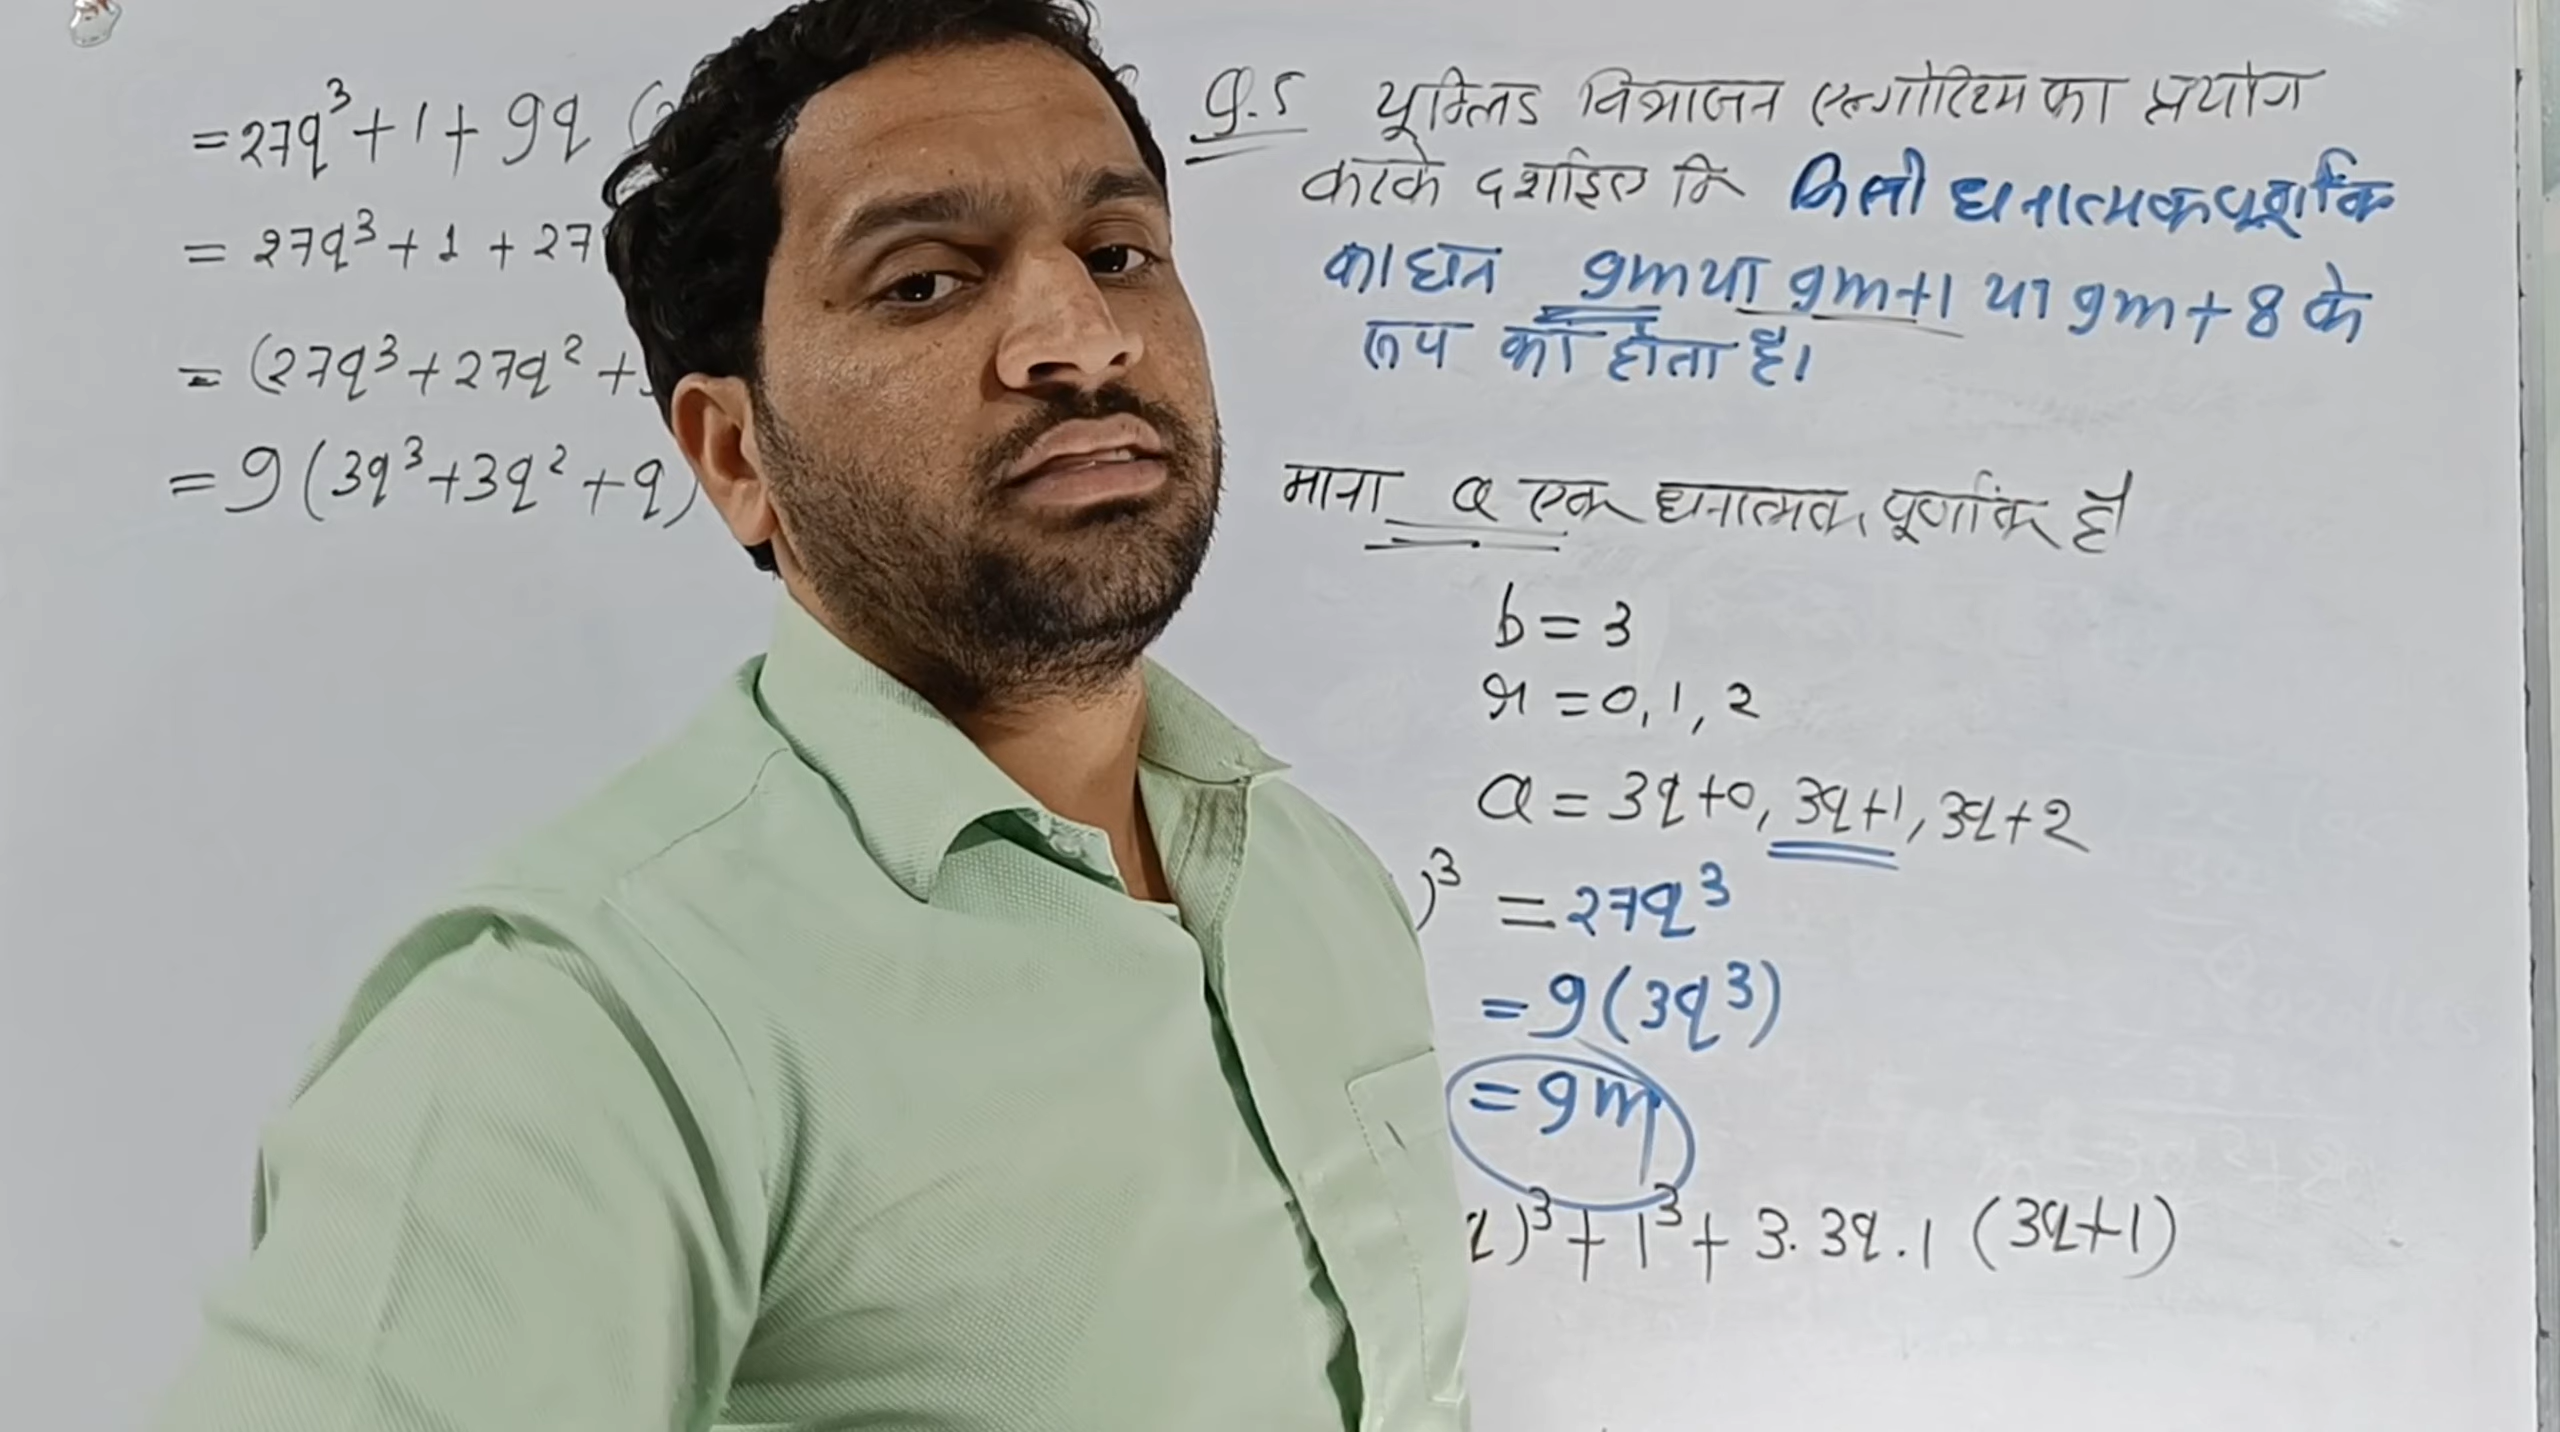 = 27q³ + 1 + 9q (
= 27q³ + 1 + 27
= (27q³ + 27q² +
= 9 (3q³ + 3q² + q)
Q.5 यूक्लिड विभाजन एल्गोरिदम का प्रयोग
करके दर्शाइए कि किसी धनात्मक पूर्णांक
का घन 9m या 9m+1 या 9m+8 के
रूप का होता है।
माना a एक धनात्मक पूर्णांक है
b = 3
r = 0, 1, 2
a = 3q+0, 3q+1, 3q+2
)³ = 27q³
= 9(3q³)
= 9m
q)³ + 1³ + 3. 3q . 1 (3q+1)